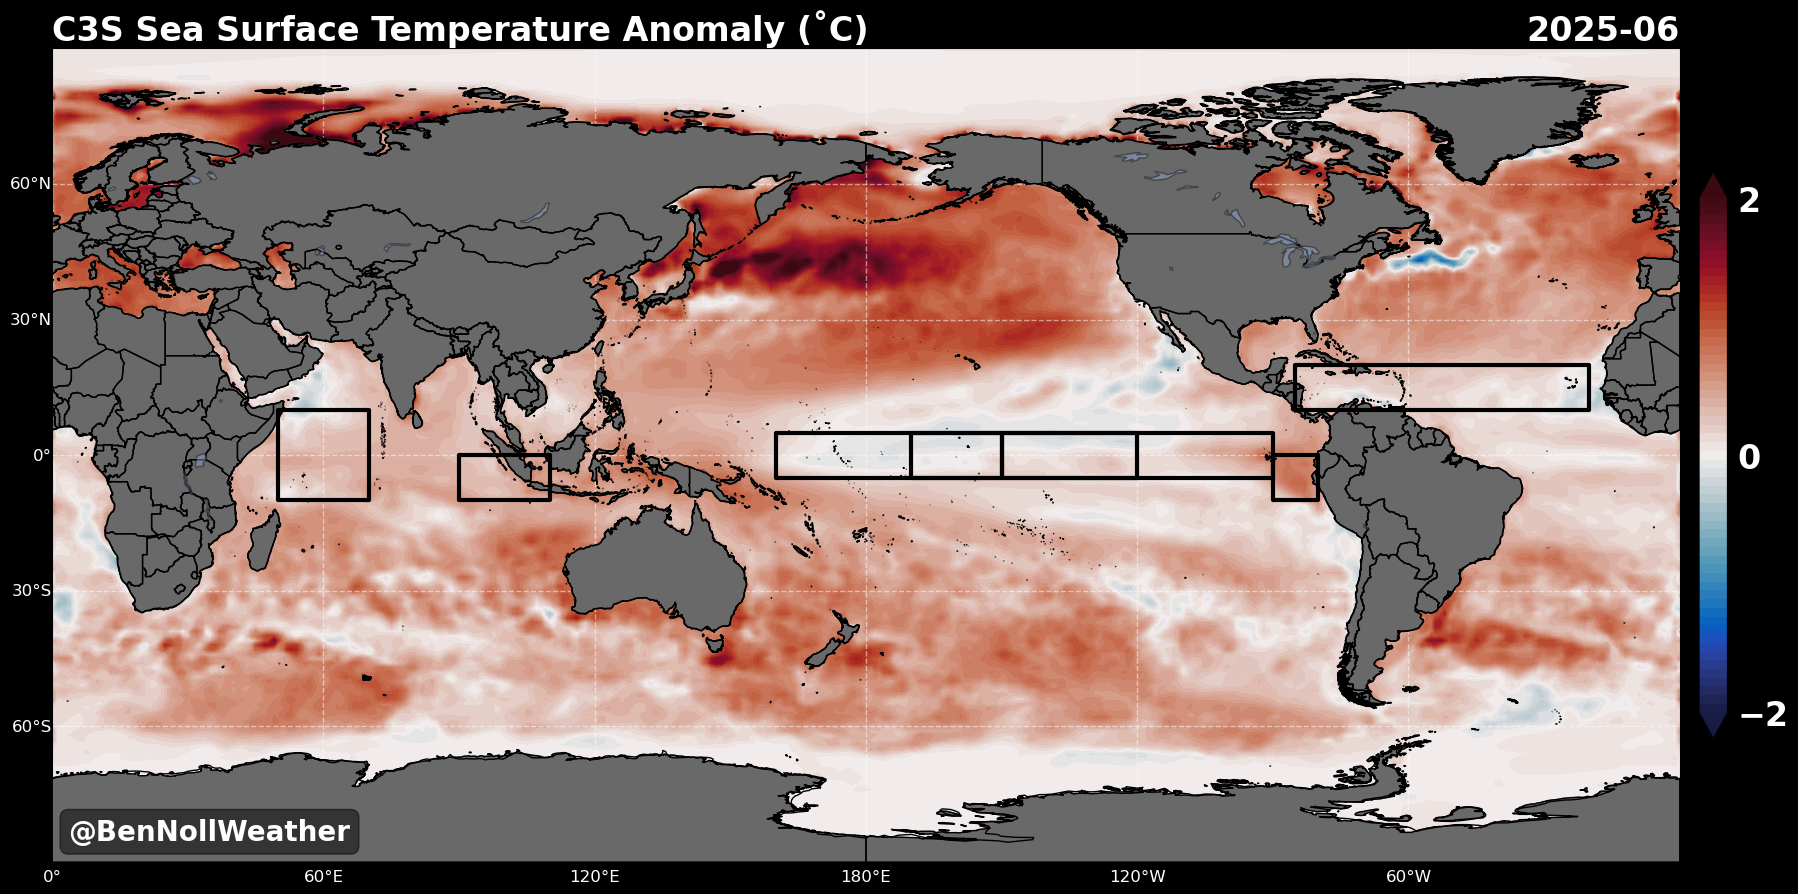 C3S Sea Surface Temperature Anomaly (˚C) 2025-06
60°N
30°N
0°
30°S
60°S
2
0
−2
@BenNollWeather
0° 60°E 120°E 180°E 120°W 60°W